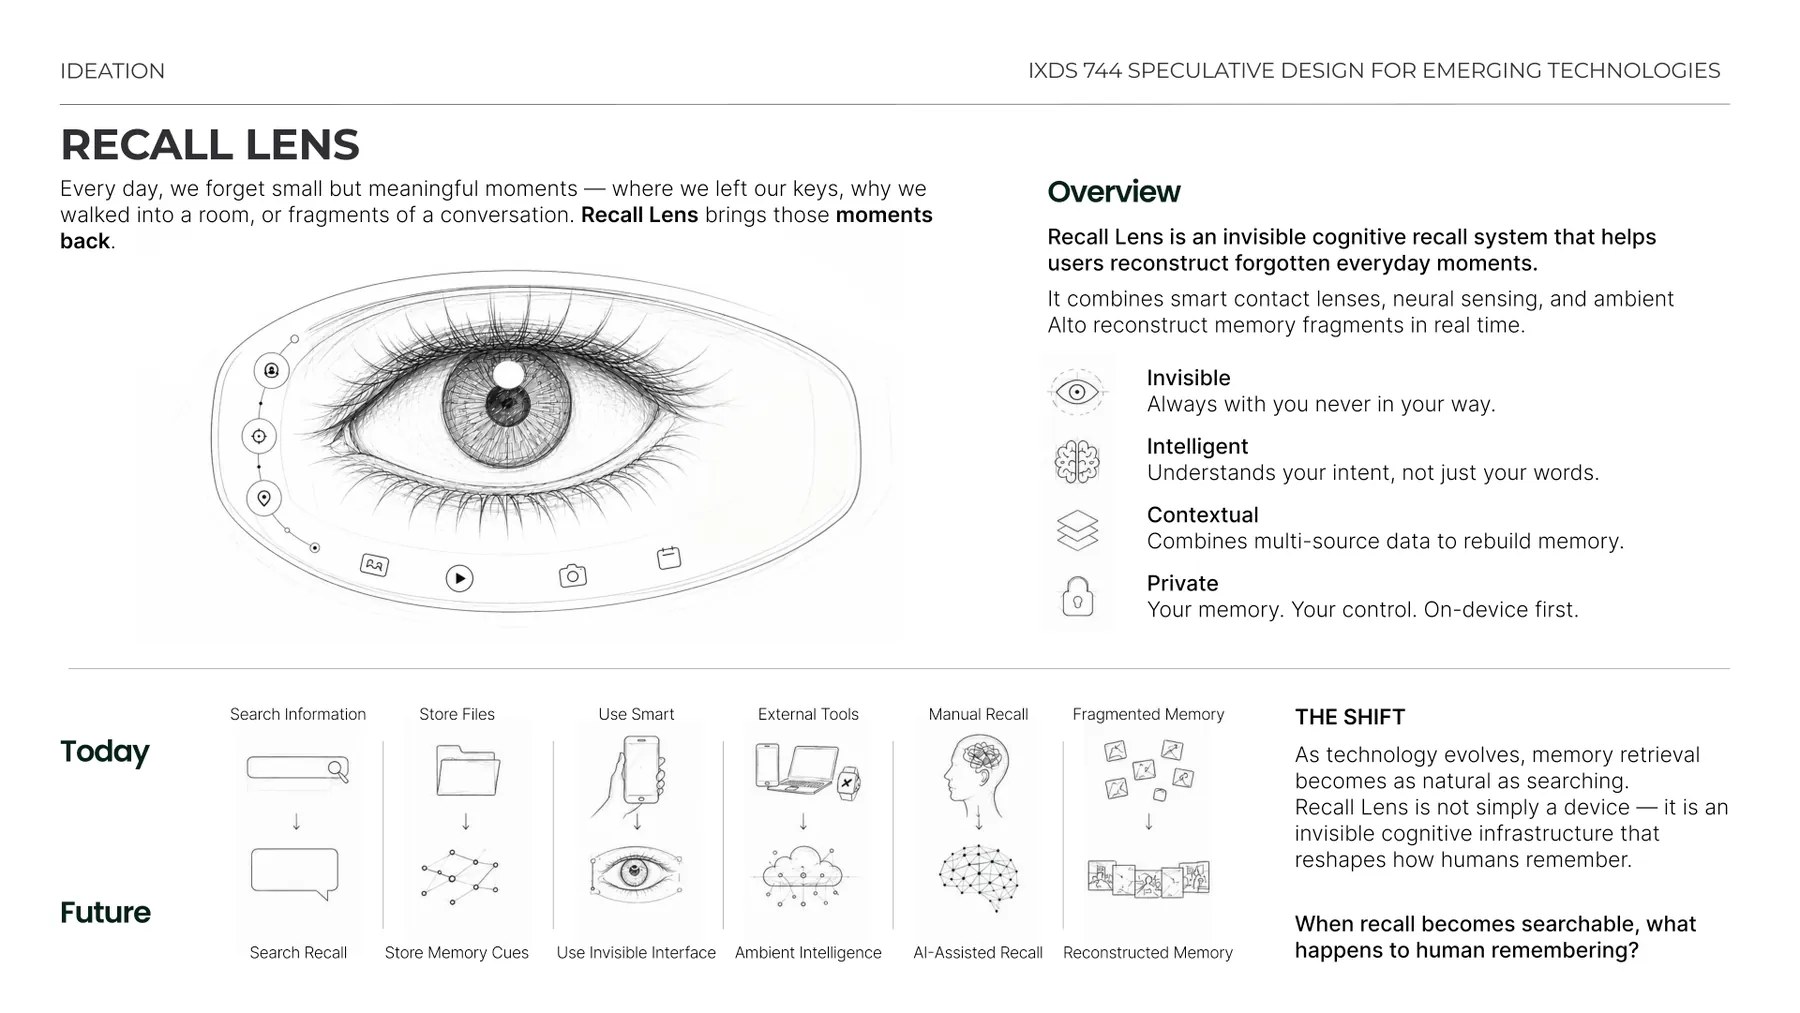 IDEATION
IXDS 744 SPECULATIVE DESIGN FOR EMERGING TECHNOLOGIES
RECALL LENS
Every day, we forget small but meaningful moments — where we left our keys, why we
walked into a room, or fragments of a conversation. Recall Lens brings those moments
back.
Overview
Recall Lens is an invisible cognitive recall system that helps
users reconstruct forgotten everyday moments.
It combines smart contact lenses, neural sensing, and ambient
AIto reconstruct memory fragments in real time.
Invisible
Always with you never in your way.
Intelligent
Understands your intent, not just your words.
Contextual
Combines multi-source data to rebuild memory.
Private
Your memory. Your control. On-device first.
Today
Search Information
Store Files
Use Smart
External Tools
Manual Recall
Fragmented Memory
Future
Search Recall
Store Memory Cues
Use Invisible Interface
Ambient Intelligence
AI-Assisted Recall
Reconstructed Memory
THE SHIFT
As technology evolves, memory retrieval
becomes as natural as searching.
Recall Lens is not simply a device — it is an
invisible cognitive infrastructure that
reshapes how humans remember.
When recall becomes searchable, what
happens to human remembering?